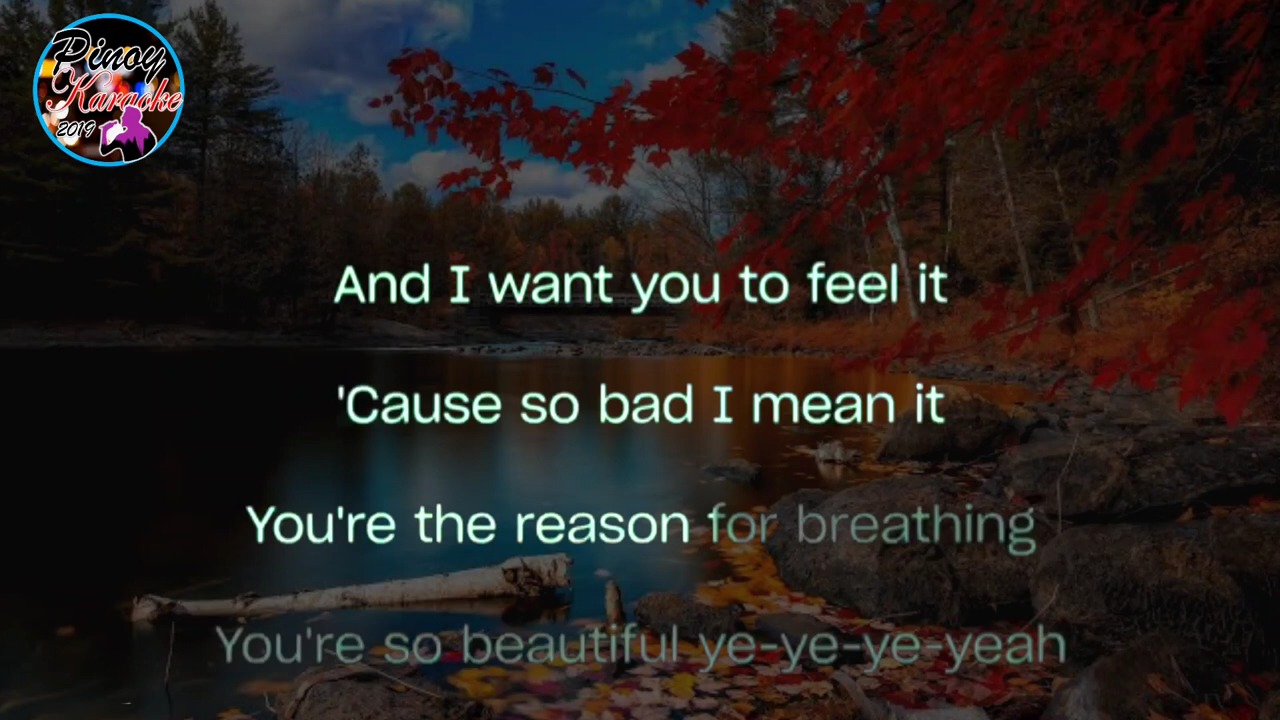 Pinoy
Karaoke
2019
And I want you to feel it
'Cause so bad I mean it
You're the reason for breathing
You're so beautiful ye-ye-ye-yeah